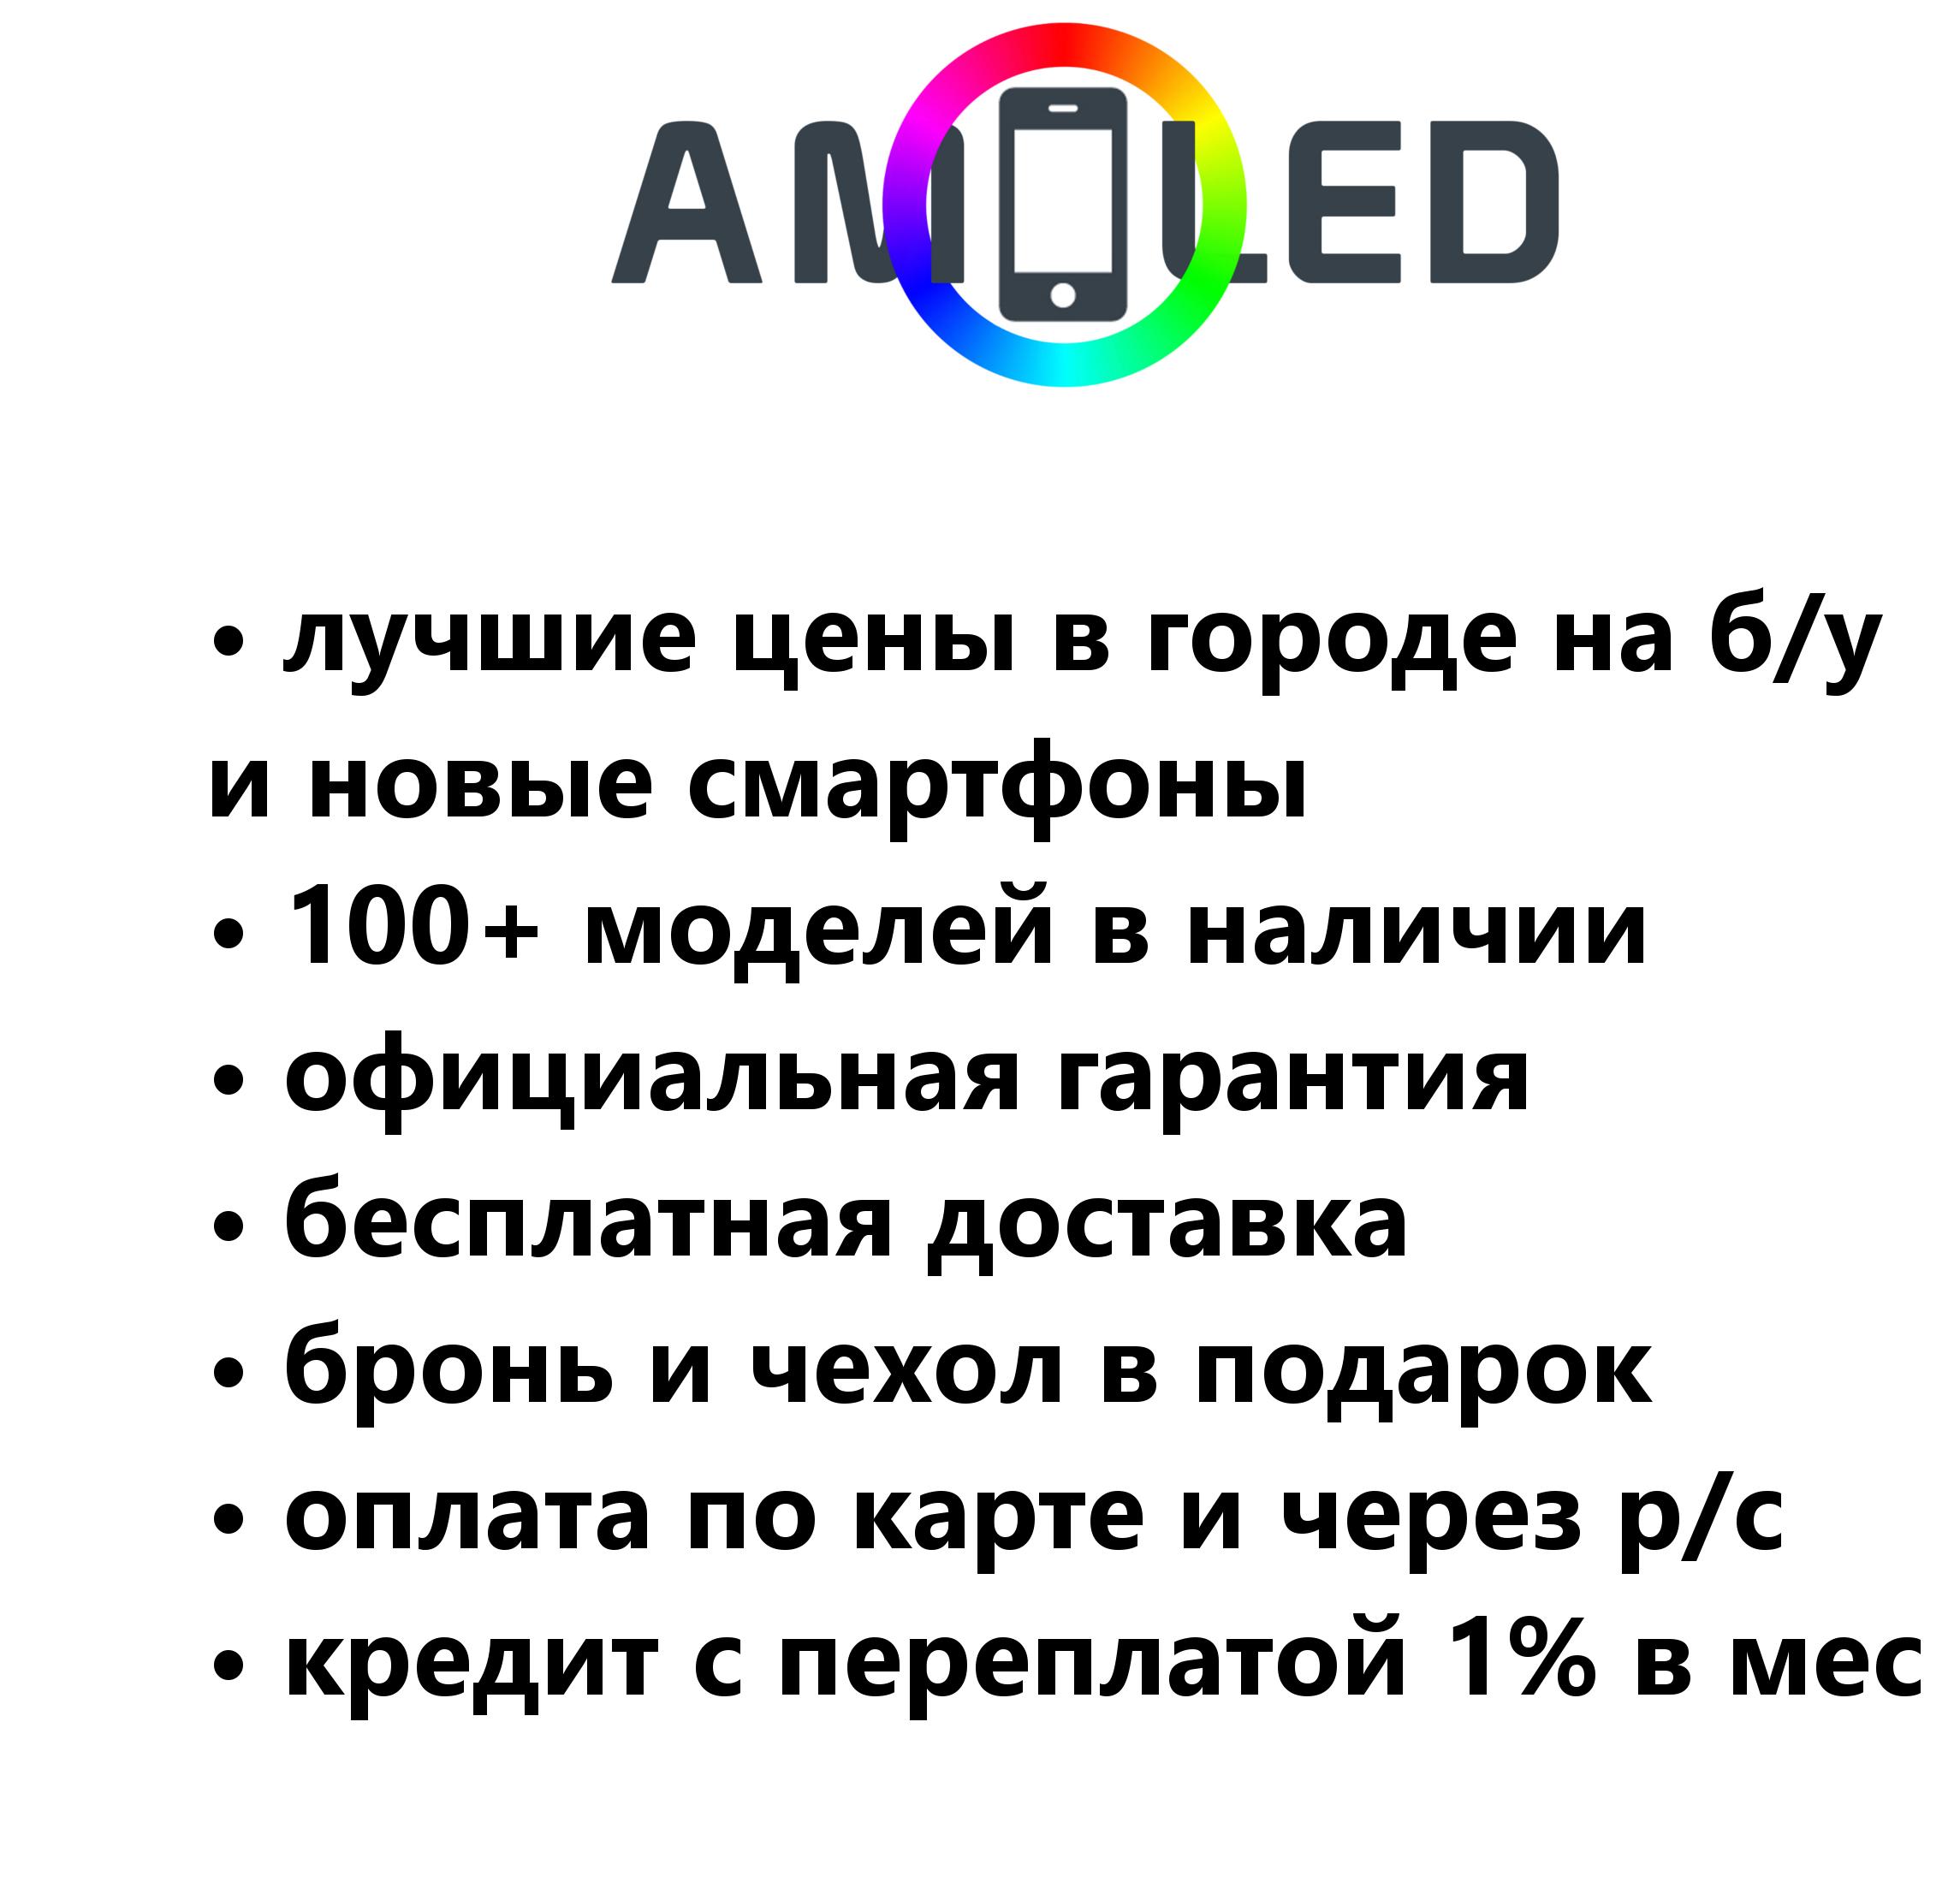 AMOLED
• лучшие цены в городе на б/у
и новые смартфоны
• 100+ моделей в наличии
• официальная гарантия
• бесплатная доставка
• бронь и чехол в подарок
• оплата по карте и через р/с
• кредит с переплатой 1% в мес